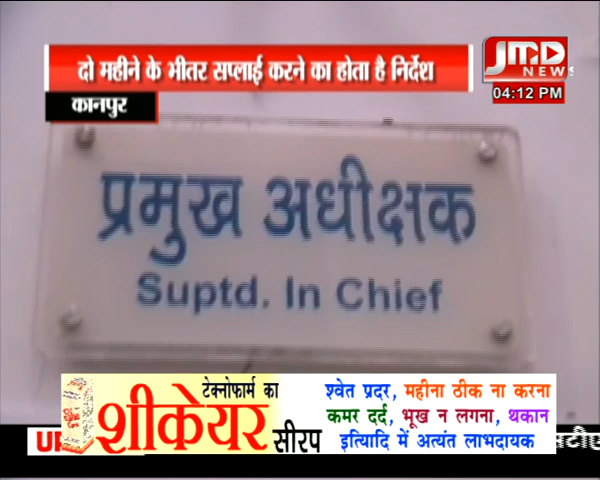 दो महीने के भीतर सप्लाई करने का होता है निर्देश
JMD
NEWS
कानपुर
04:12 PM
प्रमुख अधीक्षक
Suptd. In Chief
टेक्नोफार्म का
शीकेयर
सीरप
श्वेत प्रदर, महीना ठीक ना करना
कमर दर्द, भूख न लगना, थकान
इत्यिादि में अत्यंत लाभदायक